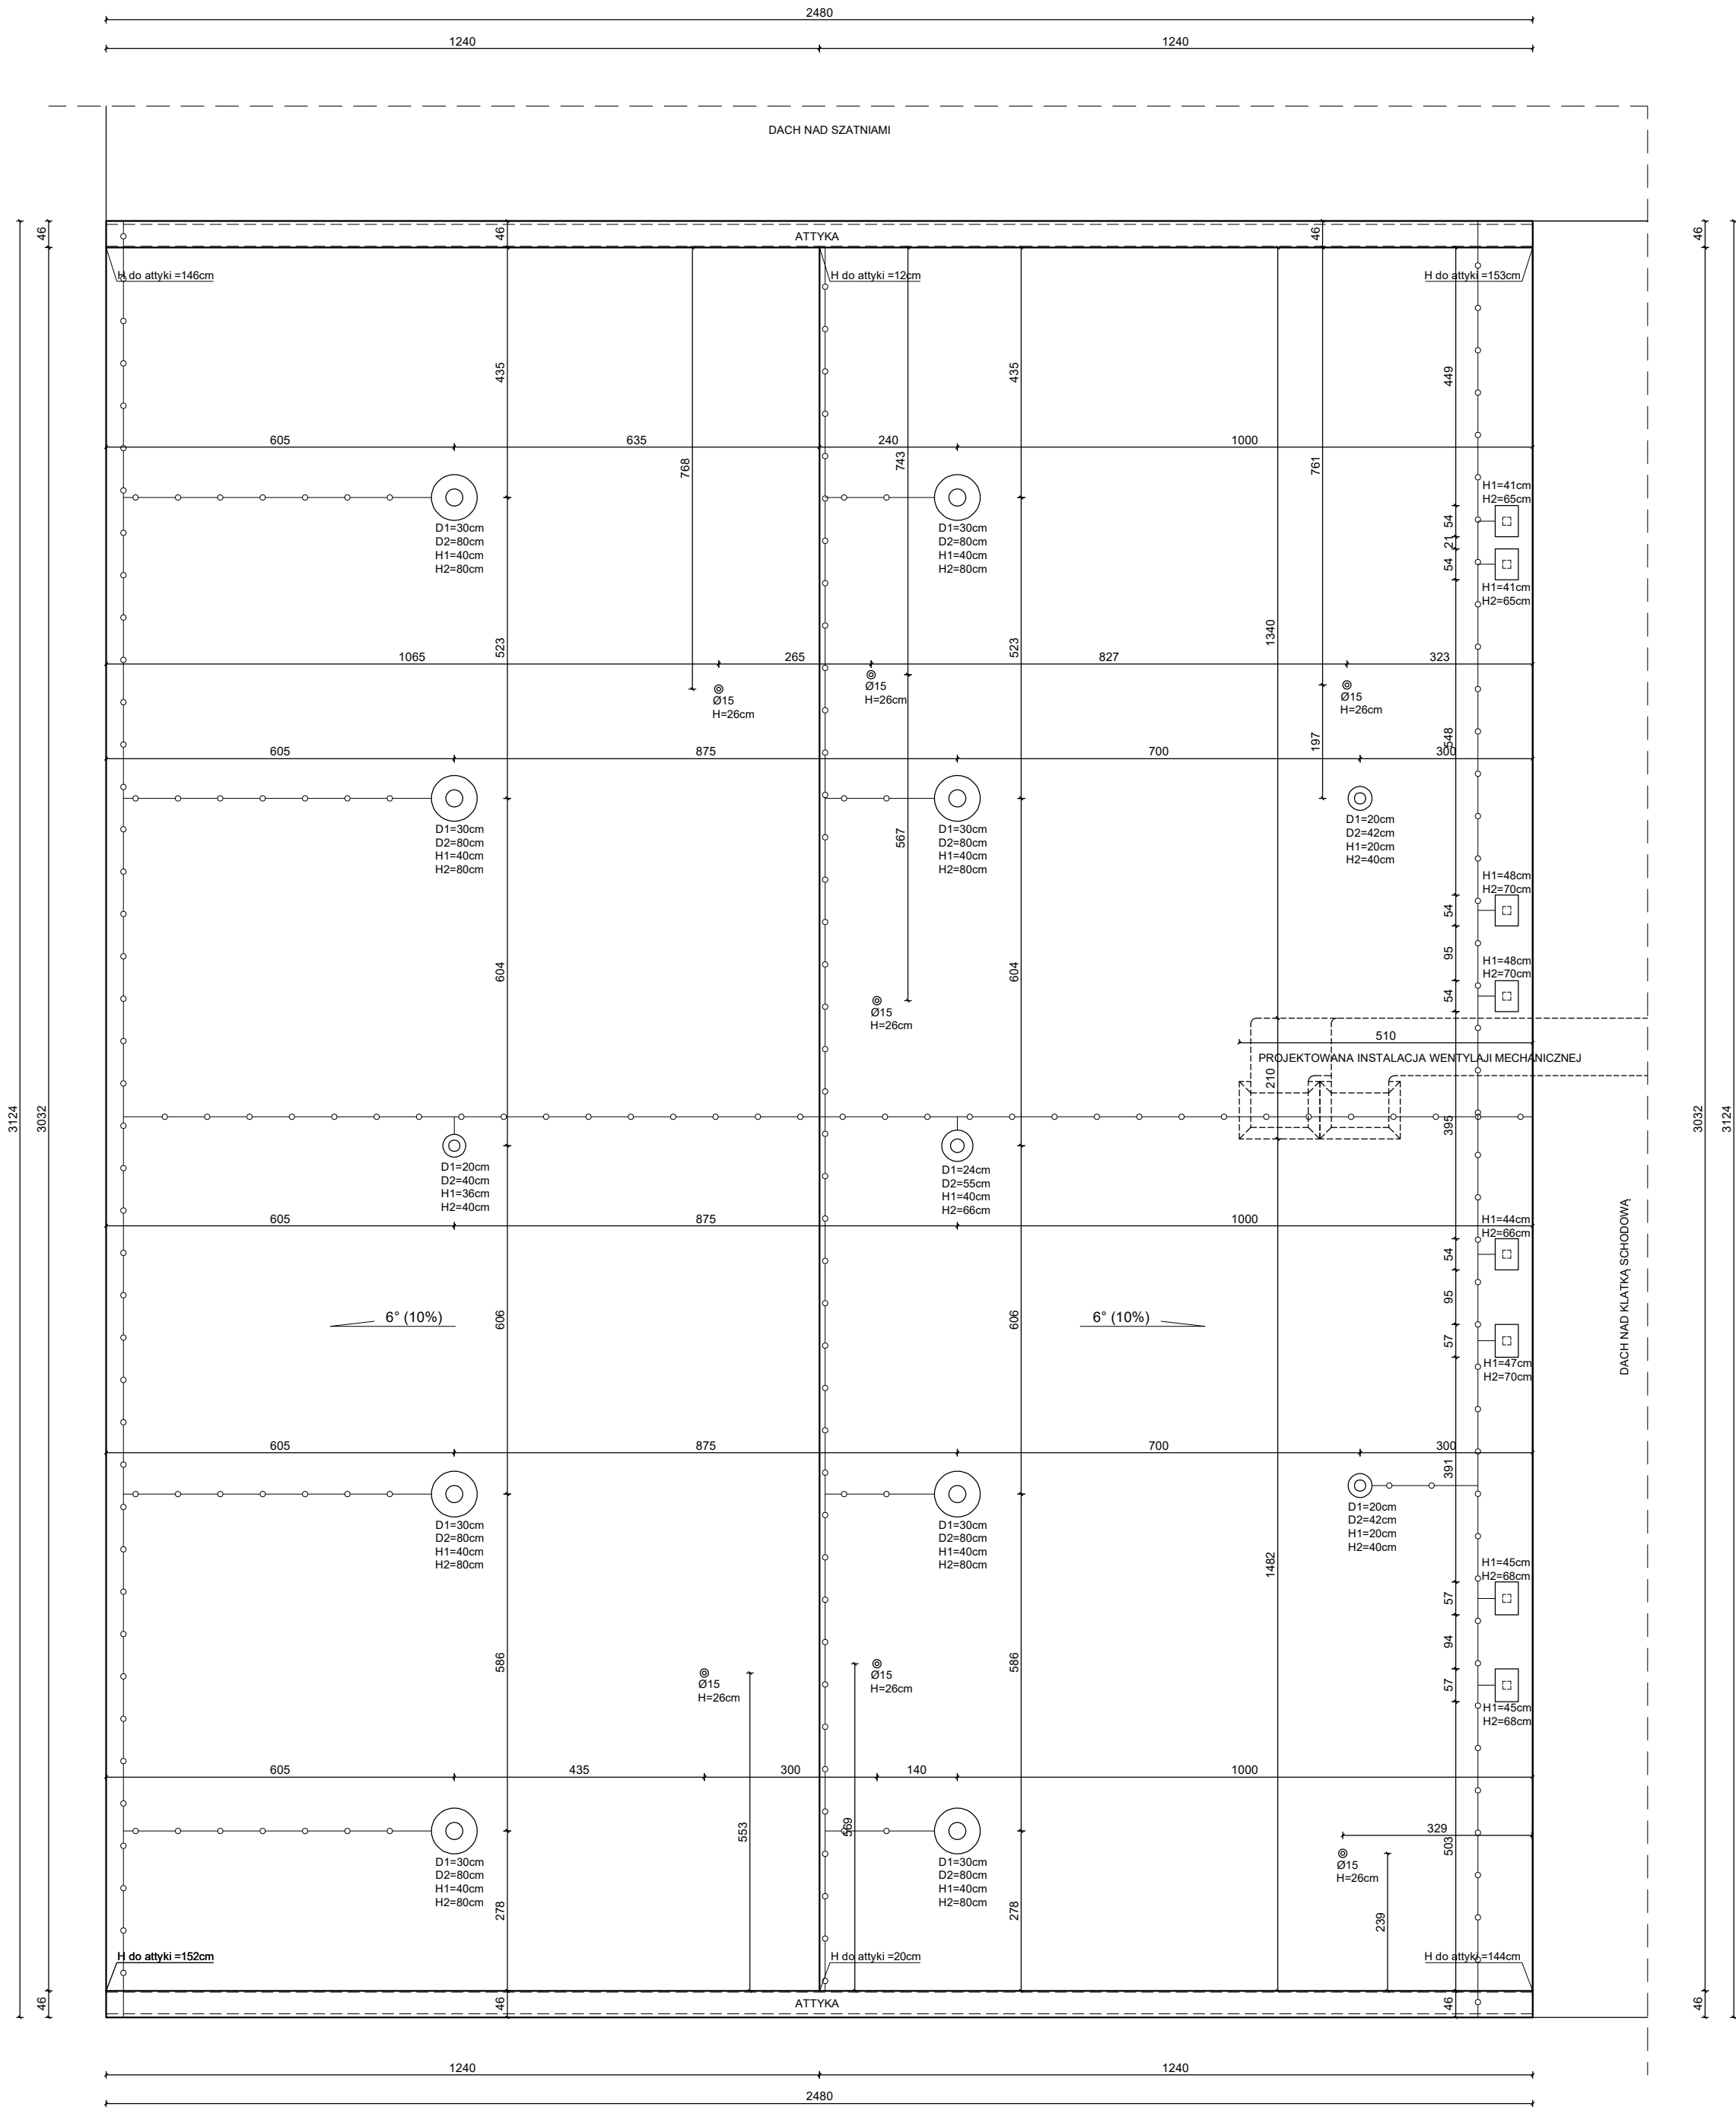 2480
1240
1240
DACH NAD SZATNIAMI
46
46
ATTYKA
46
46
H do attyki =146cm
H do attyki =12cm
H do attyki =153cm
435
435
449
605
635
240
1000
768
743
761
H1=41cm
H2=65cm
54
21
54
D1=30cm
D2=80cm
H1=40cm
H2=80cm
D1=30cm
D2=80cm
H1=40cm
H2=80cm
H1=41cm
H2=65cm
523
523
1340
1065
265
827
323
Ø15
H=26cm
Ø15
H=26cm
Ø15
H=26cm
197
548
605
875
700
300
D1=30cm
D2=80cm
H1=40cm
H2=80cm
567
D1=30cm
D2=80cm
H1=40cm
H2=80cm
D1=20cm
D2=42cm
H1=20cm
H2=40cm
H1=48cm
H2=70cm
54
95
604
604
H1=48cm
H2=70cm
54
Ø15
H=26cm
510
PROJEKTOWANA INSTALACJA WENTYLAJI MECHANICZNEJ
210
3124
3032
395
3032
3124
D1=20cm
D2=40cm
H1=36cm
H2=40cm
D1=24cm
D2=55cm
H1=40cm
H2=66cm
605
875
1000
H1=44cm
H2=66cm
54
95
DACH NAD KLATKĄ SCHODOWĄ
6° (10%)
606
606
6° (10%)
57
H1=47cm
H2=70cm
605
875
700
300
391
D1=30cm
D2=80cm
H1=40cm
H2=80cm
D1=30cm
D2=80cm
H1=40cm
H2=80cm
D1=20cm
D2=42cm
H1=20cm
H2=40cm
1482
H1=45cm
H2=68cm
57
94
57
586
586
Ø15
H=26cm
Ø15
H=26cm
H1=45cm
H2=68cm
605
435
300
140
1000
553
569
329
503
D1=30cm
D2=80cm
H1=40cm
H2=80cm
D1=30cm
D2=80cm
H1=40cm
H2=80cm
Ø15
H=26cm
278
278
239
H do attyki =152cm
H do attyki =20cm
H do attyki =144cm
46
46
ATTYKA
46
46
1240
1240
2480